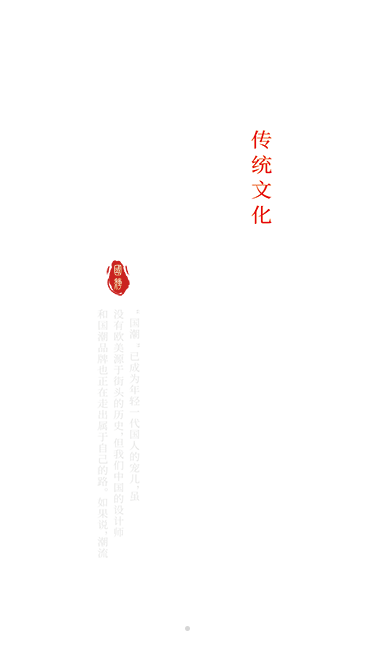 传统文化
国潮
。国潮。已成为年轻一代国人的宠儿,虽
没有欧美源于街头的历史,但我们中国的设计师
和国潮品牌也正在走出属于自己的路。如果说,潮流